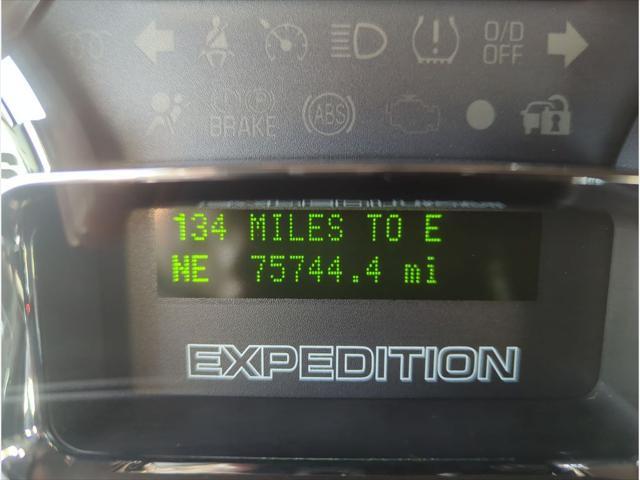 O/D
OFF
BRAKE
ABS
134 MILES TO E
NE 75744.4 mi
EXPEDITION